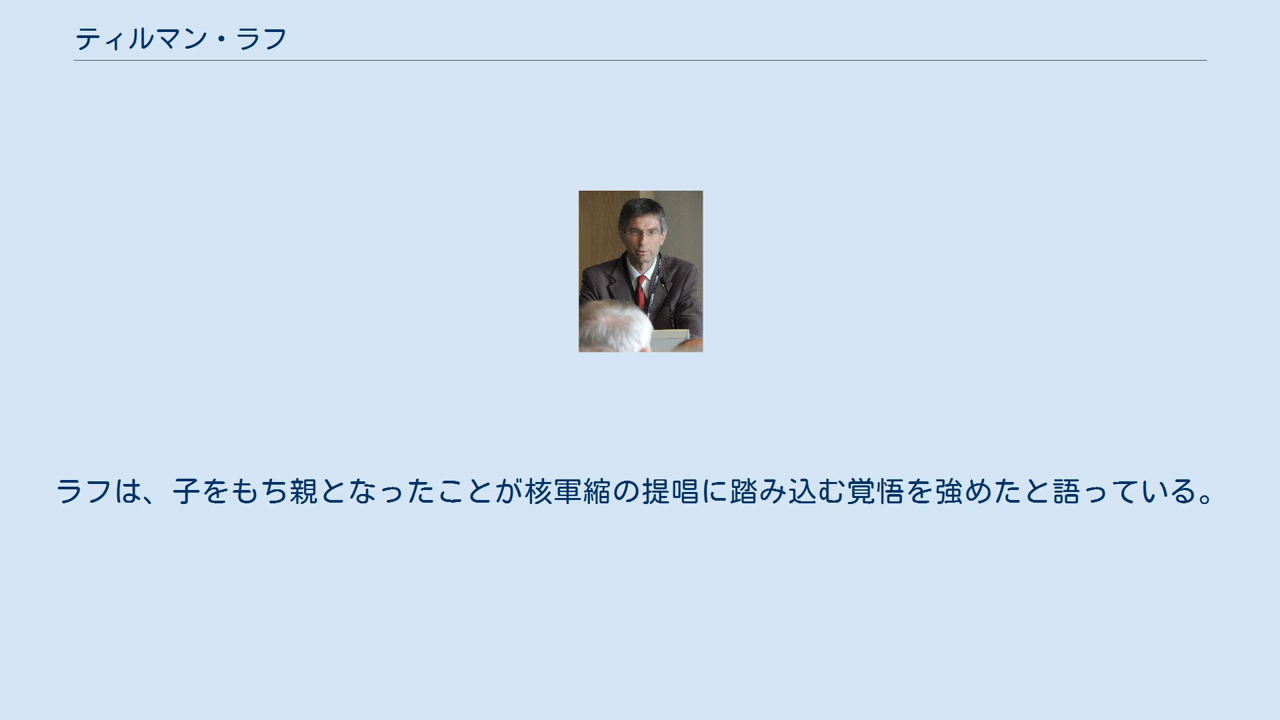 ティルマン・ラフ
ラフは、子をもち親となったことが核軍縮の提唱に踏み込む覚悟を強めたと語っている。